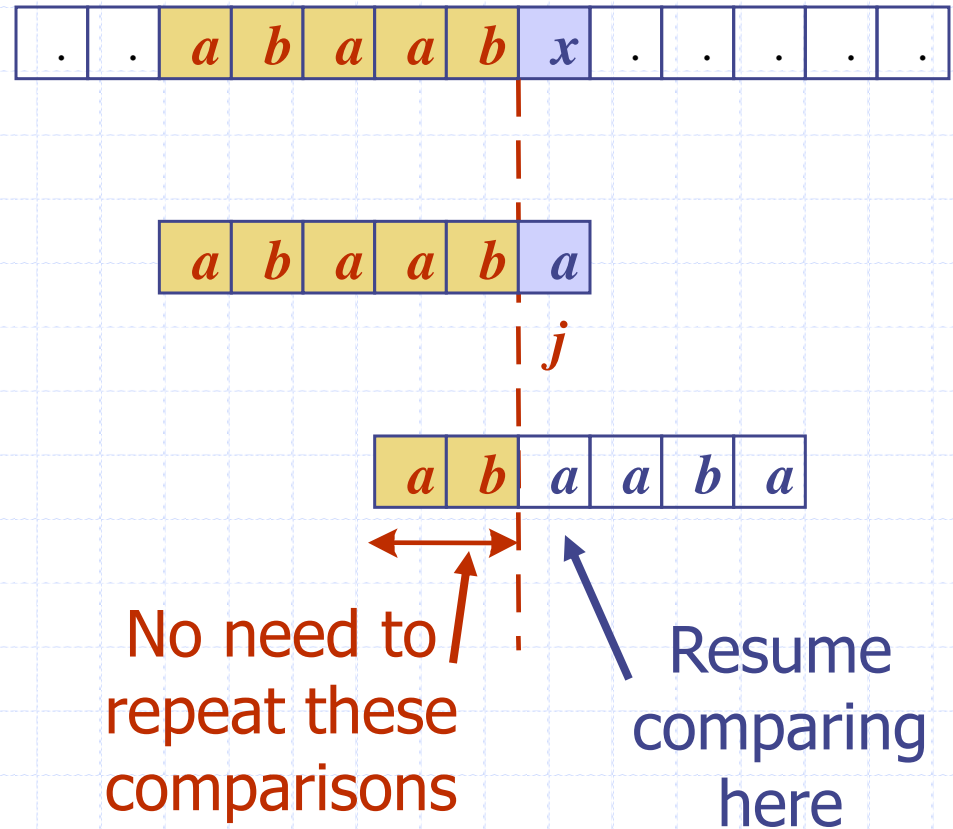 . . a b a a b x . . . . .
a b a a b a
j
a b a a b a
No need to
repeat these
comparisons
Resume
comparing
here